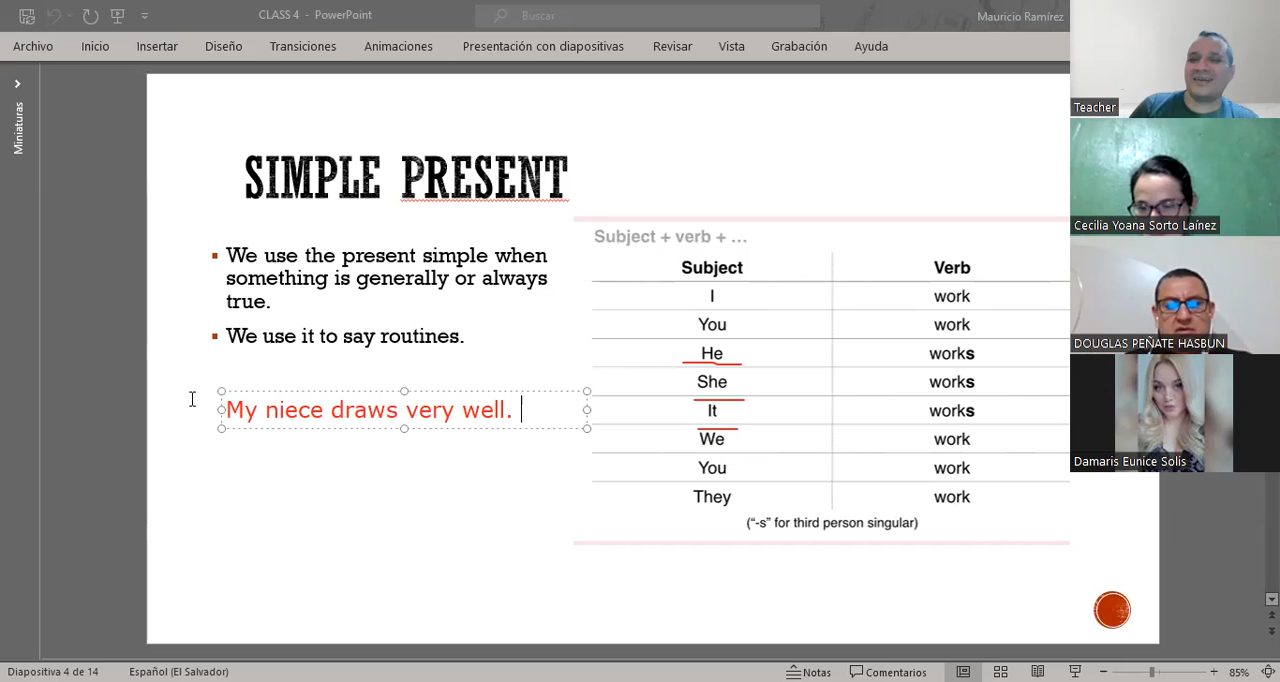 CLASS 4 - PowerPoint
Buscar
Mauricio Ramírez
Archivo Inicio Insertar Diseño Transiciones Animaciones Presentación con diapositivas Revisar Vista Grabación Ayuda
Miniaturas
SIMPLE PRESENT
We use the present simple when
something is generally or always
true.
We use it to say routines.
My niece draws very well.
Subject + verb + ...
Subject Verb
I work
You work
He works
She works
It works
We work
You work
They work
("-s" for third person singular)
Teacher
Cecilia Yoana Sorto Laínez
DOUGLAS PEÑATE HASBUN
Damaris Eunice Solis
Diapositiva 4 de 14 Español (El Salvador) Notas Comentarios 85%